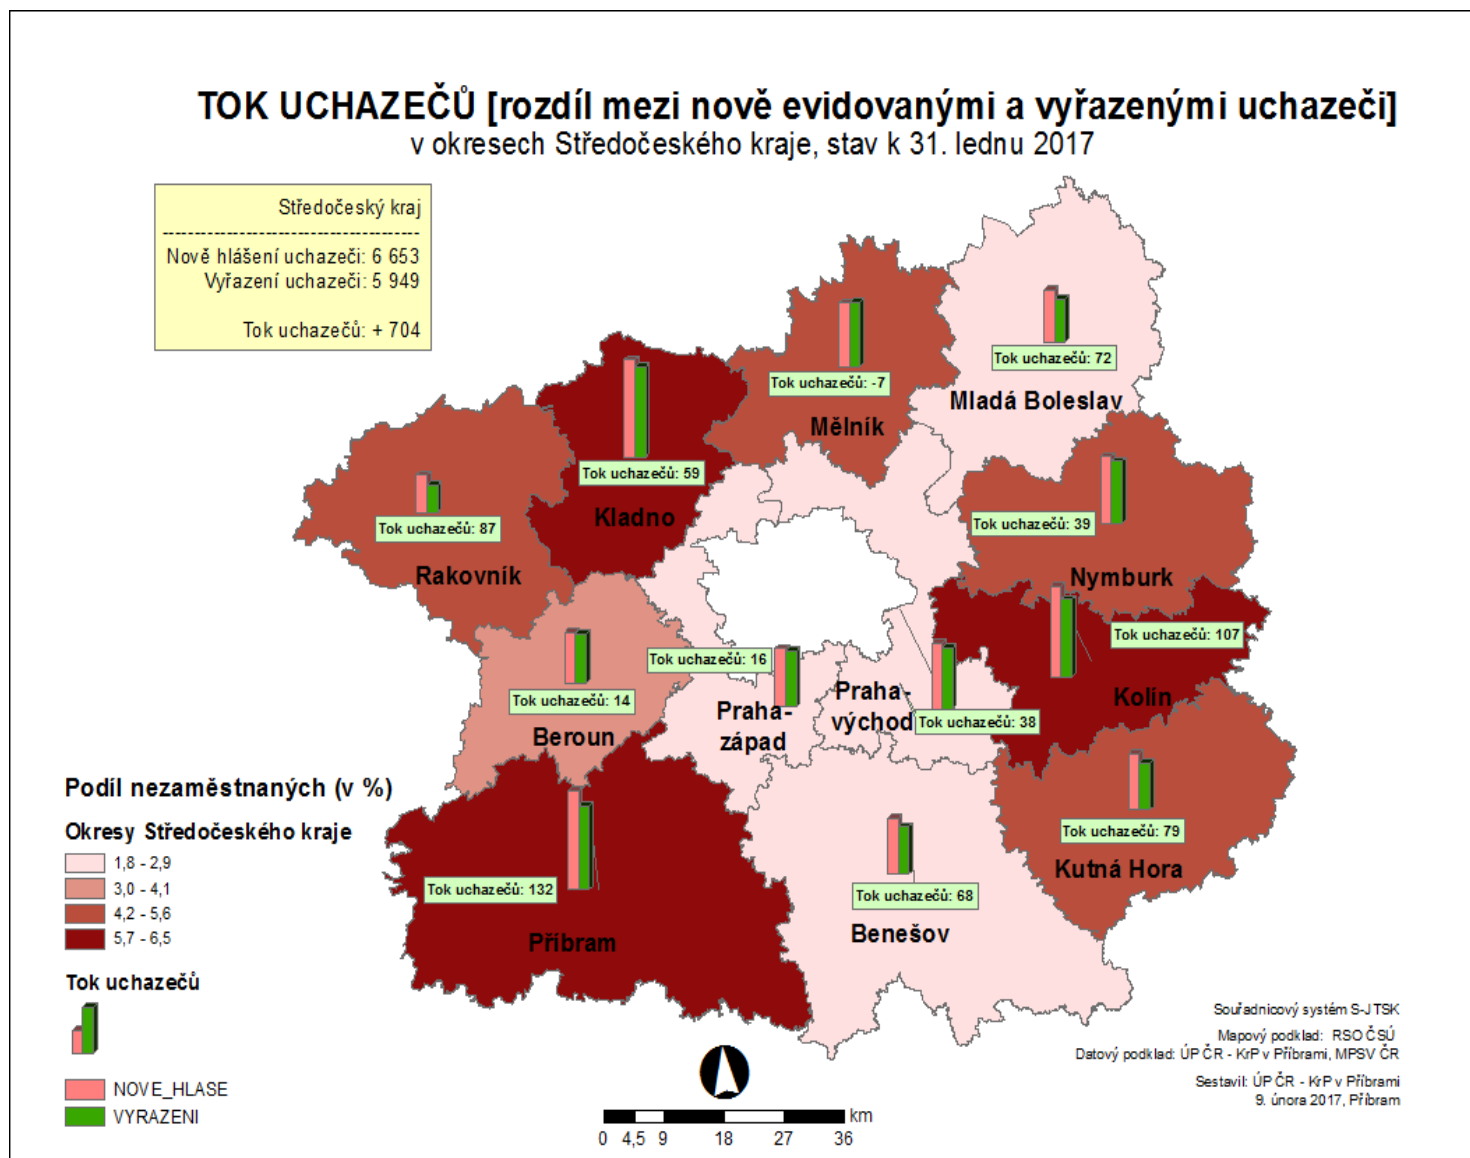 TOK UCHAZEČŮ [rozdíl mezi nově evidovanými a vyřazenými uchazeči]
v okresech Středočeského kraje, stav k 31. lednu 2017
Středočeský kraj
----------------------------------------
Nově hlášení uchazeči: 6 653
Vyřazení uchazeči: 5 949
Tok uchazečů: + 704
Tok uchazečů: 72
Mladá Boleslav
Tok uchazečů: -7
Mělník
Tok uchazečů: 59
Kladno
Tok uchazečů: 87
Rakovník
Tok uchazečů: 39
Nymburk
Tok uchazečů: 107
Kolín
Tok uchazečů: 16
Praha-
západ
Praha-
východ
Tok uchazečů: 38
Tok uchazečů: 14
Beroun
Tok uchazečů: 79
Kutná Hora
Tok uchazečů: 132
Příbram
Tok uchazečů: 68
Benešov
Podíl nezaměstnaných (v %)
Okresy Středočeského kraje
1,8 - 2,9
3,0 - 4,1
4,2 - 5,6
5,7 - 6,5
Tok uchazečů
NOVE_HLASE
VYRAZENI
km
0 4,5 9 18 27 36
Souřadnicový systém S-JTSK
Mapový podklad: RSO ČSÚ
Datový podklad: ÚP ČR - KrP v Příbrami, MPSV ČR
Sestavil: ÚP ČR - KrP v Příbrami
9. února 2017, Příbram